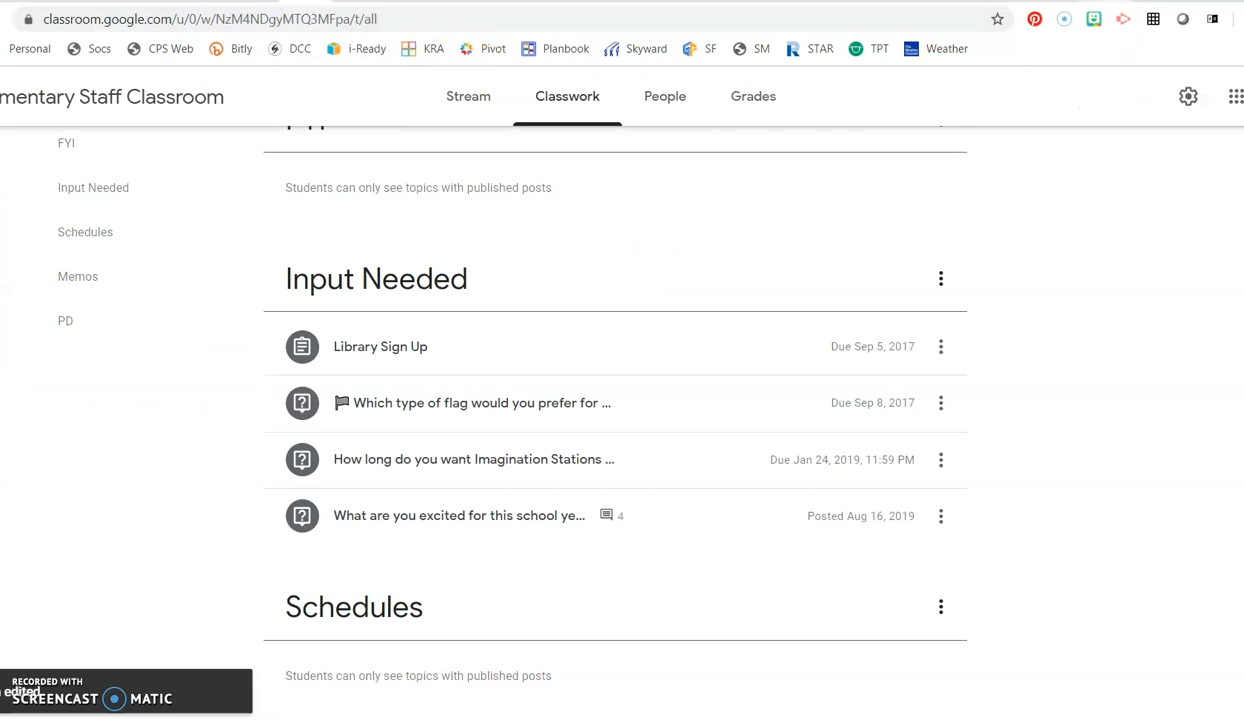 classroom.google.com/u/0/w/NzM4NDgyMTQ3MFpa/t/all
Personal Socs CPS Web Bitly DCC i-Ready KRA Pivot Planbook Skyward SF SM STAR TPT Weather
mentary Staff Classroom Stream Classwork People Grades
FYI
Students can only see topics with published posts
Input Needed
Schedules
Memos
PD
Input Needed
Library Sign Up Due Sep 5, 2017
Which type of flag would you prefer for ... Due Sep 8, 2017
How long do you want Imagination Stations ... Due Jan 24, 2019, 11:59 PM
What are you excited for this school ye... 4 Posted Aug 16, 2019
Schedules
Students can only see topics with published posts
RECORDED WITH
edited
SCREENCAST MATIC